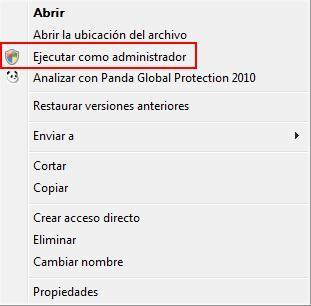 Abrir
Abrir la ubicación del archivo
Ejecutar como administrador
Analizar con Panda Global Protection 2010
Restaurar versiones anteriores
Enviar a
Cortar
Copiar
Crear acceso directo
Eliminar
Cambiar nombre
Propiedades